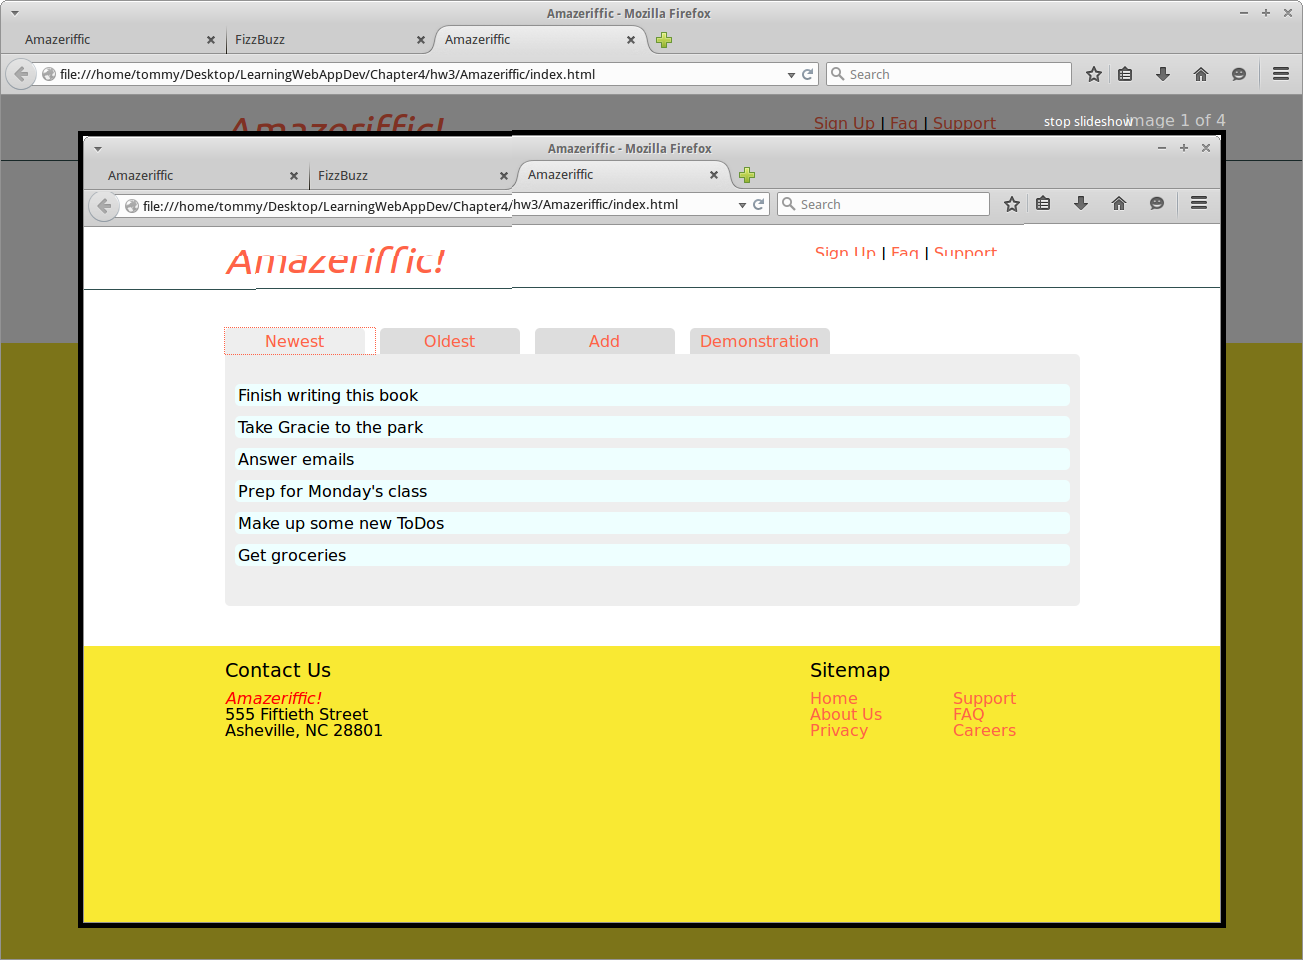 Amazeriffic - Mozilla Firefox
Amazeriffic FizzBuzz Amazeriffic
file:///home/tommy/Desktop/LearningWebAppDev/Chapter4/hw3/Amazeriffic/index.html Search
Amazeriffic! Sign Up | Faq | Support stop slideshow image 1 of 4
Amazeriffic - Mozilla Firefox
Amazeriffic FizzBuzz Amazeriffic
file:///home/tommy/Desktop/LearningWebAppDev/Chapter4/hw3/Amazeriffic/index.html Search
Amazeriffic! Sign Up | Faq | Support
Newest Oldest Add Demonstration
Finish writing this book
Take Gracie to the park
Answer emails
Prep for Monday's class
Make up some new ToDos
Get groceries
Contact Us Sitemap
Amazeriffic! Home Support
555 Fiftieth Street About Us FAQ
Asheville, NC 28801 Privacy Careers